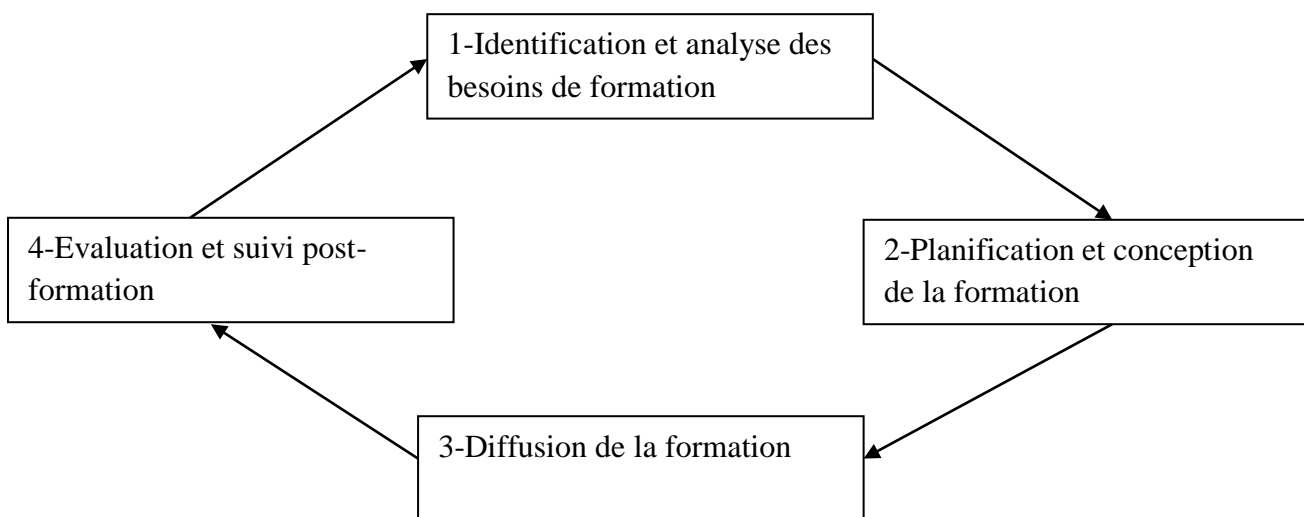 1-Identification et analyse des
besoins de formation
4-Evaluation et suivi post-
formation
2-Planification et conception
de la formation
3-Diffusion de la formation